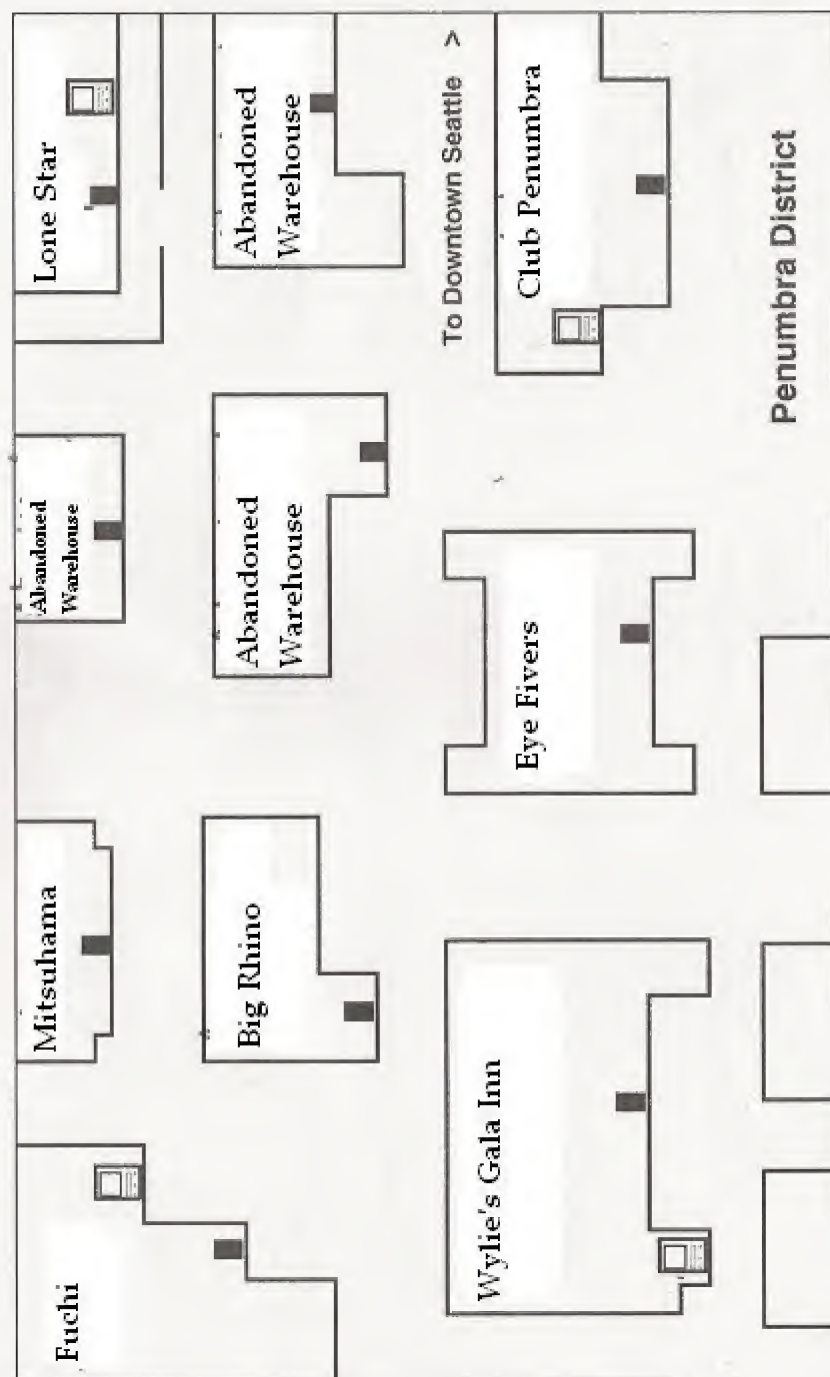 Fuchi
Mitsuhama
Abandoned
Warehouse
Lone Star
Big Rhino
Abandoned
Warehouse
Abandoned
Warehouse
To Downtown Seattle >
Wylie's Gala Inn
Eye Fivers
Club Penumbra
Penumbra District